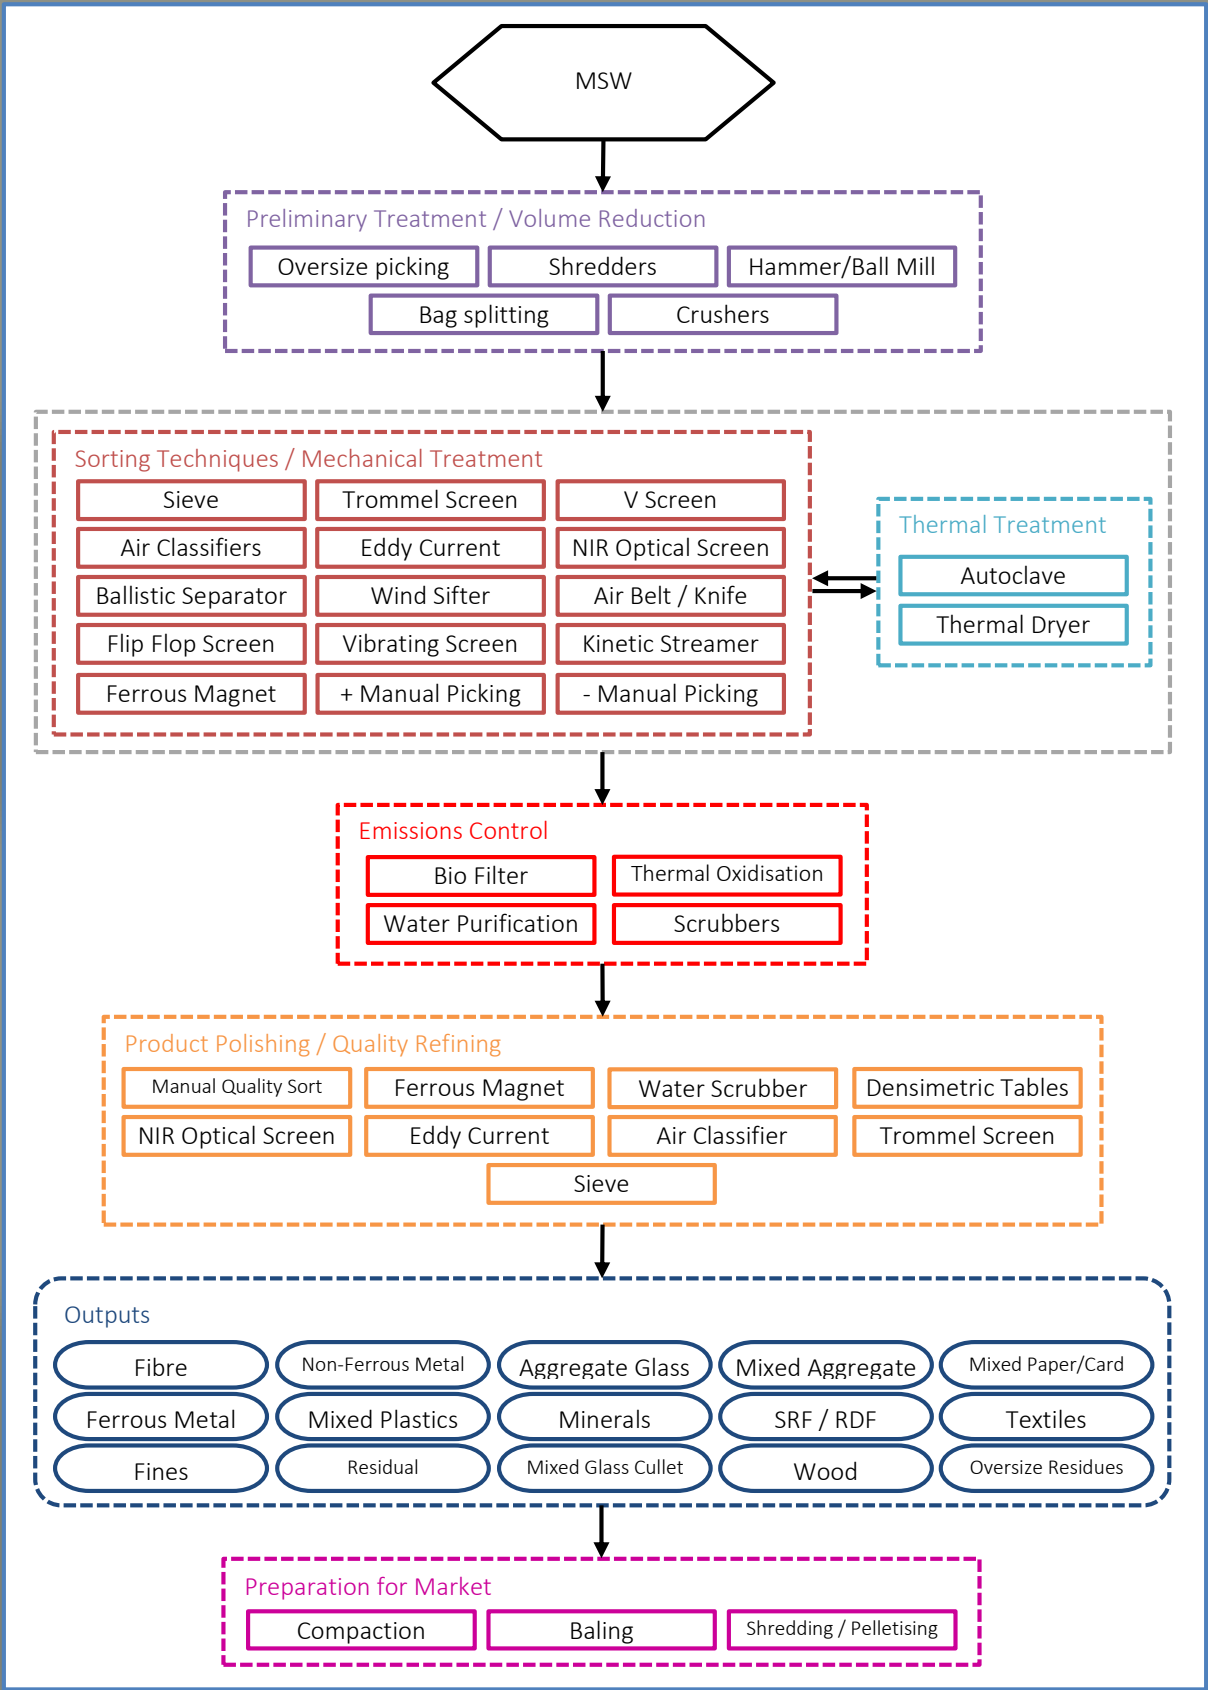 MSW
Preliminary Treatment / Volume Reduction
Oversize picking
Shredders
Hammer/Ball Mill
Bag splitting
Crushers
Sorting Techniques / Mechanical Treatment
Sieve
Trommel Screen
V Screen
Air Classifiers
Eddy Current
NIR Optical Screen
Ballistic Separator
Wind Sifter
Air Belt / Knife
Flip Flop Screen
Vibrating Screen
Kinetic Streamer
Ferrous Magnet
+ Manual Picking
- Manual Picking
Thermal Treatment
Autoclave
Thermal Dryer
Emissions Control
Bio Filter
Thermal Oxidisation
Water Purification
Scrubbers
Product Polishing / Quality Refining
Manual Quality Sort
Ferrous Magnet
Water Scrubber
Densimetric Tables
NIR Optical Screen
Eddy Current
Air Classifier
Trommel Screen
Sieve
Outputs
Fibre
Non-Ferrous Metal
Aggregate Glass
Mixed Aggregate
Mixed Paper/Card
Ferrous Metal
Mixed Plastics
Minerals
SRF / RDF
Textiles
Fines
Residual
Mixed Glass Cullet
Wood
Oversize Residues
Preparation for Market
Compaction
Baling
Shredding / Pelletising